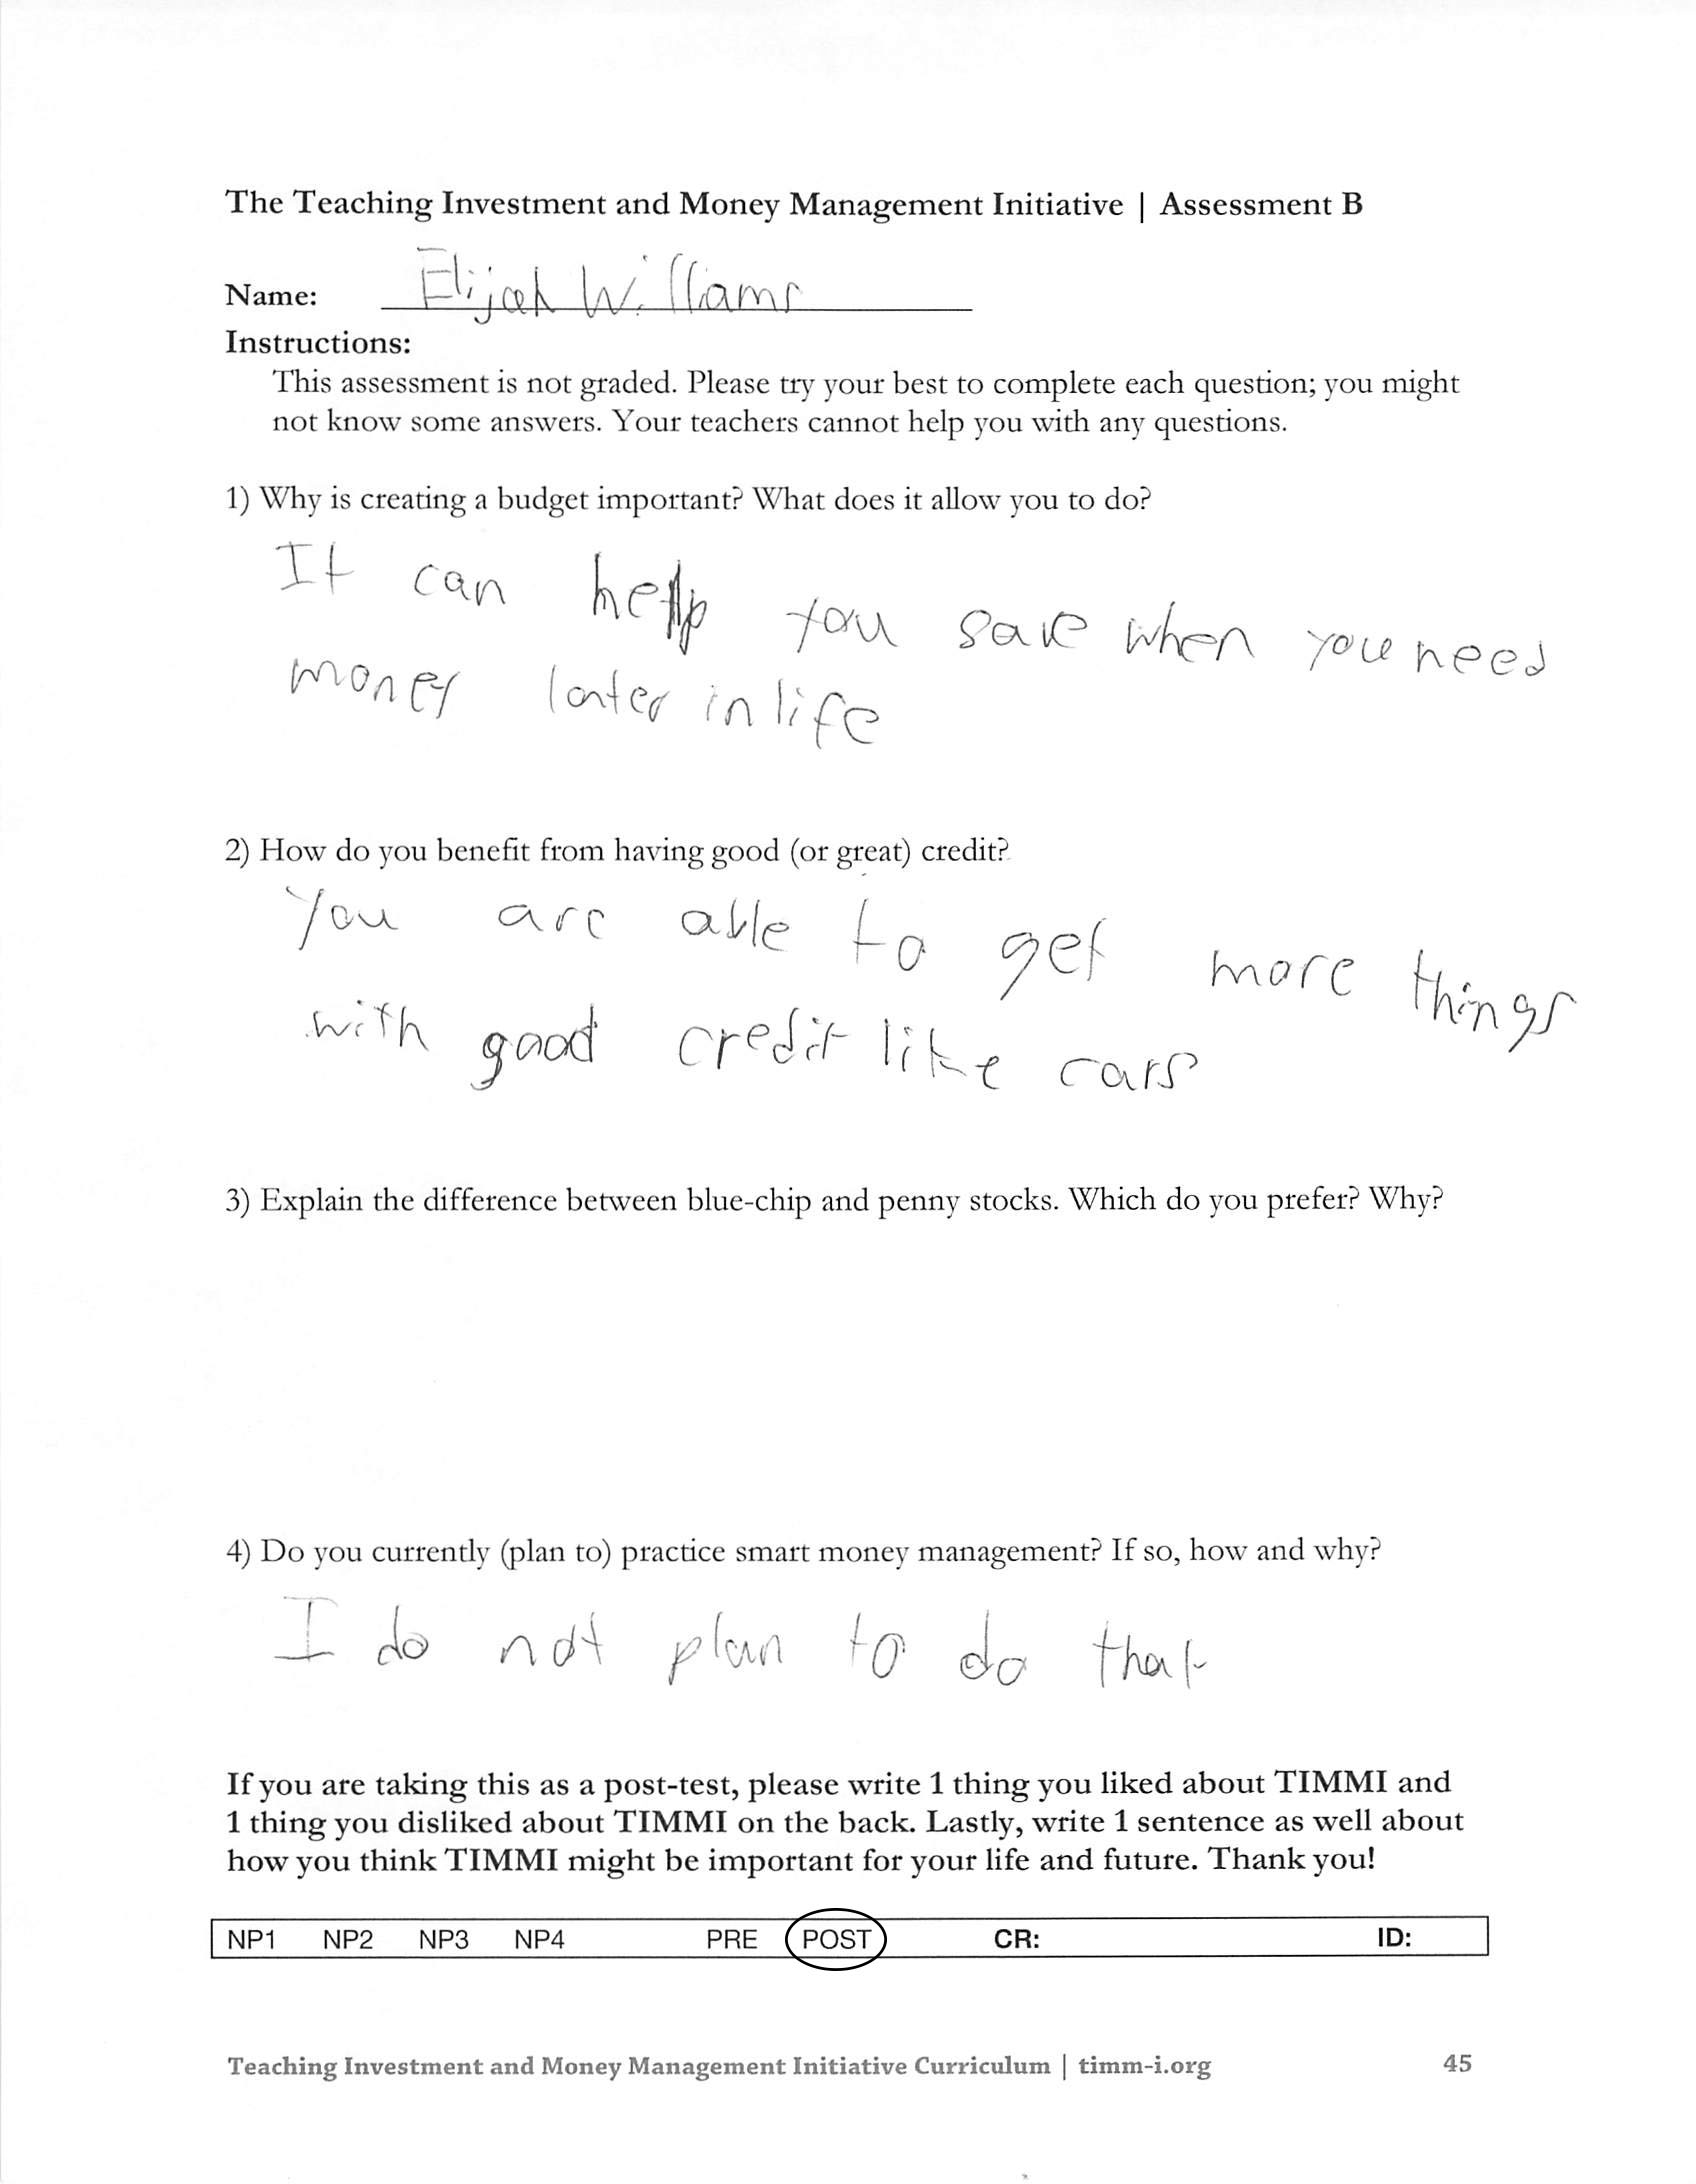 The Teaching Investment and Money Management Initiative | Assessment B
Name: Elijah Williams
Instructions:
This assessment is not graded. Please try your best to complete each question; you might
not know some answers. Your teachers cannot help you with any questions.
1) Why is creating a budget important? What does it allow you to do?
It can help you save when you need
money later in life
2) How do you benefit from having good (or great) credit?
You are able to get more things
with good credit like cars
3) Explain the difference between blue-chip and penny stocks. Which do you prefer? Why?
4) Do you currently (plan to) practice smart money management? If so, how and why?
I do not plan to do that
If you are taking this as a post-test, please write 1 thing you liked about TIMMI and
1 thing you disliked about TIMMI on the back. Lastly, write 1 sentence as well about
how you think TIMMI might be important for your life and future. Thank you!
NP1 NP2 NP3 NP4 PRE POST CR: ID:
Teaching Investment and Money Management Initiative Curriculum | timm-i.org 45